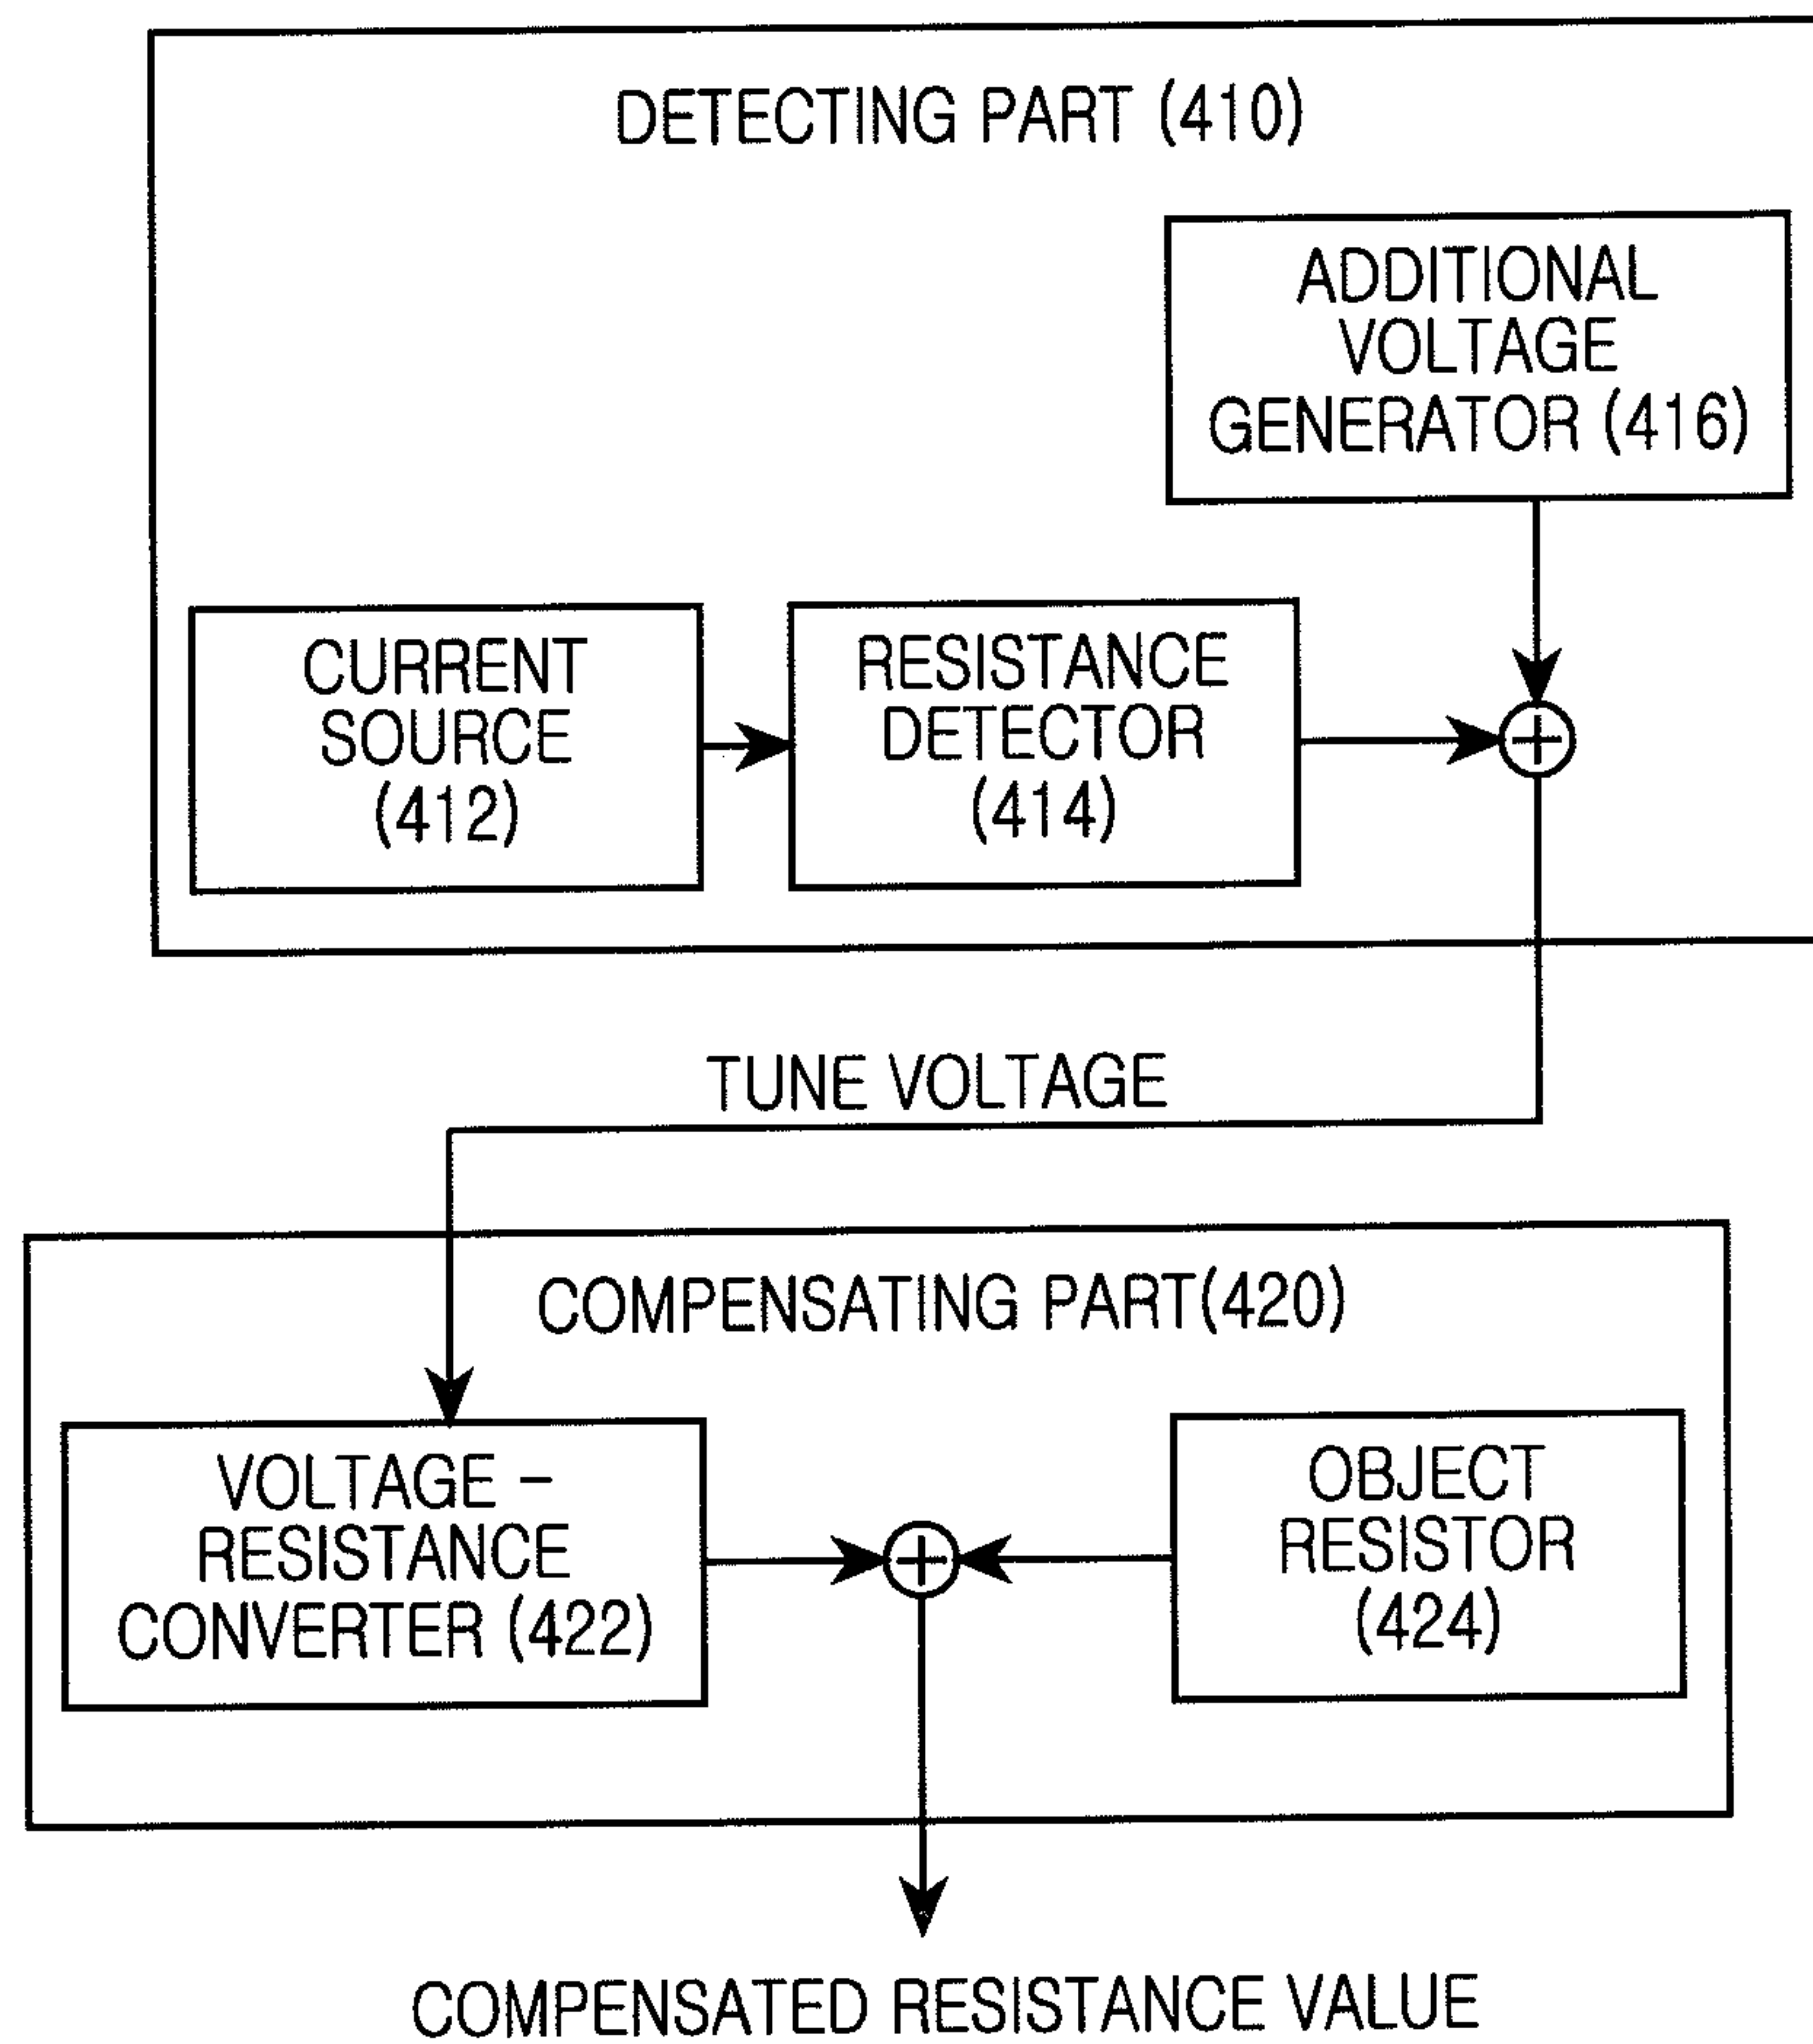 DETECTING PART (410)
ADDITIONAL
VOLTAGE
GENERATOR (416)
CURRENT
SOURCE
(412)
RESISTANCE
DETECTOR
(414)
TUNE VOLTAGE
COMPENSATING PART(420)
VOLTAGE –
RESISTANCE
CONVERTER (422)
OBJECT
RESISTOR
(424)
COMPENSATED RESISTANCE VALUE